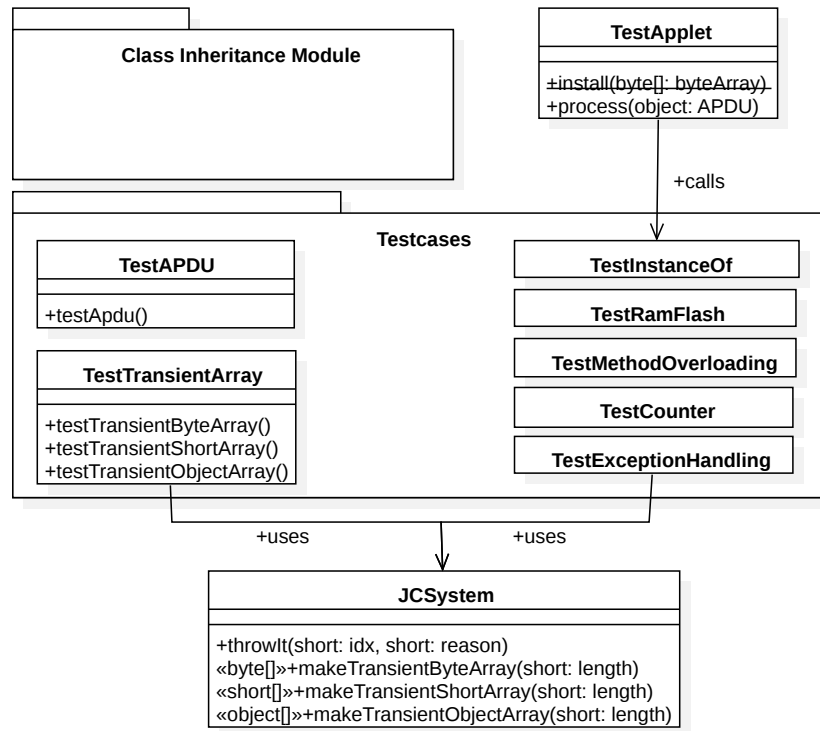 Class Inheritance Module
TestApplet
+install(byte[]: byteArray)
+process(object: APDU)
+calls
Testcases
TestAPDU
+testApdu()
TestTransientArray
+testTransientByteArray()
+testTransientShortArray()
+testTransientObjectArray()
TestInstanceOf
TestRamFlash
TestMethodOverloading
TestCounter
TestExceptionHandling
+uses
+uses
JCSystem
+throwIt(short: idx, short: reason)
«byte[]»+makeTransientByteArray(short: length)
«short[]»+makeTransientShortArray(short: length)
«object[]»+makeTransientObjectArray(short: length)